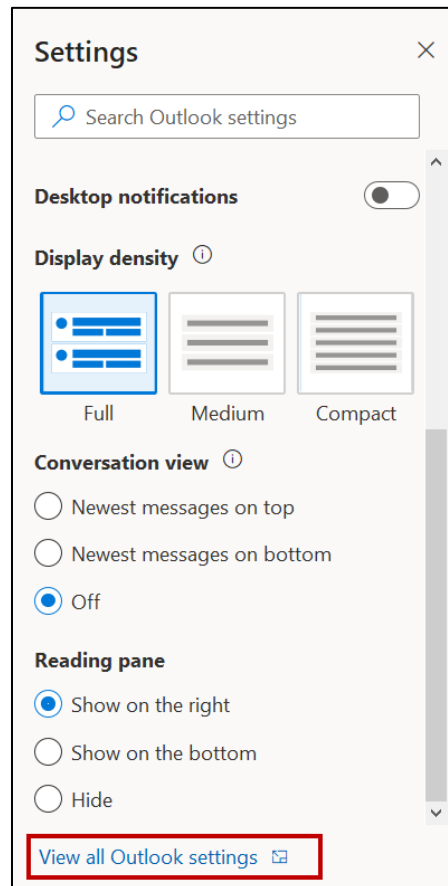 Settings
Search Outlook settings
Desktop notifications
Display density
Full Medium Compact
Conversation view
Newest messages on top
Newest messages on bottom
Off
Reading pane
Show on the right
Show on the bottom
Hide
View all Outlook settings